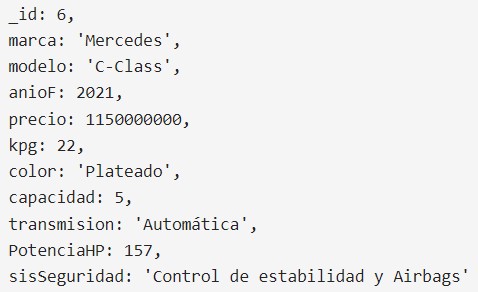 _id: 6,
marca: 'Mercedes',
modelo: 'C-Class',
anioF: 2021,
precio: 1150000000,
kpg: 22,
color: 'Plateado',
capacidad: 5,
transmision: 'Automática',
PotenciaHP: 157,
sisSeguridad: 'Control de estabilidad y Airbags'